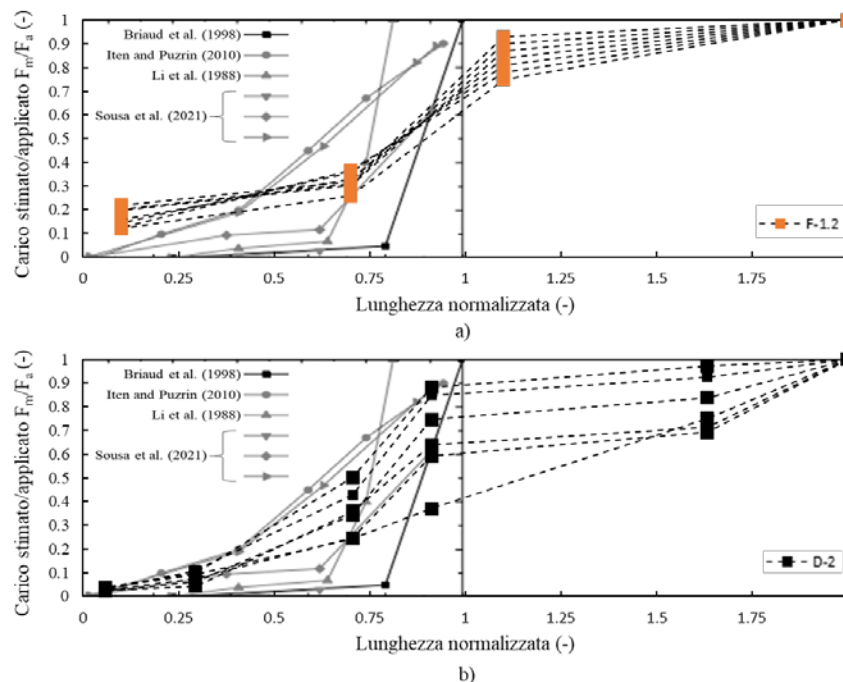 Carico stimato/applicato Fm/Fa (-)
1
0.9
0.8
0.7
0.6
0.5
0.4
0.3
0.2
0.1
0
Briaud et al. (1998)
Iten and Puzrin (2010)
Li et al. (1988)
Sousa et al. (2021)
F-1.2
0
0.25
0.5
0.75
1
1.25
1.5
1.75
2
Lunghezza normalizzata (-)
a)
Carico stimato/applicato Fm/Fa (-)
1
0.9
0.8
0.7
0.6
0.5
0.4
0.3
0.2
0.1
0
Briaud et al. (1998)
Iten and Puzrin (2010)
Li et al. (1988)
Sousa et al. (2021)
D-2
0
0.25
0.5
0.75
1
1.25
1.5
1.75
2
Lunghezza normalizzata (-)
b)